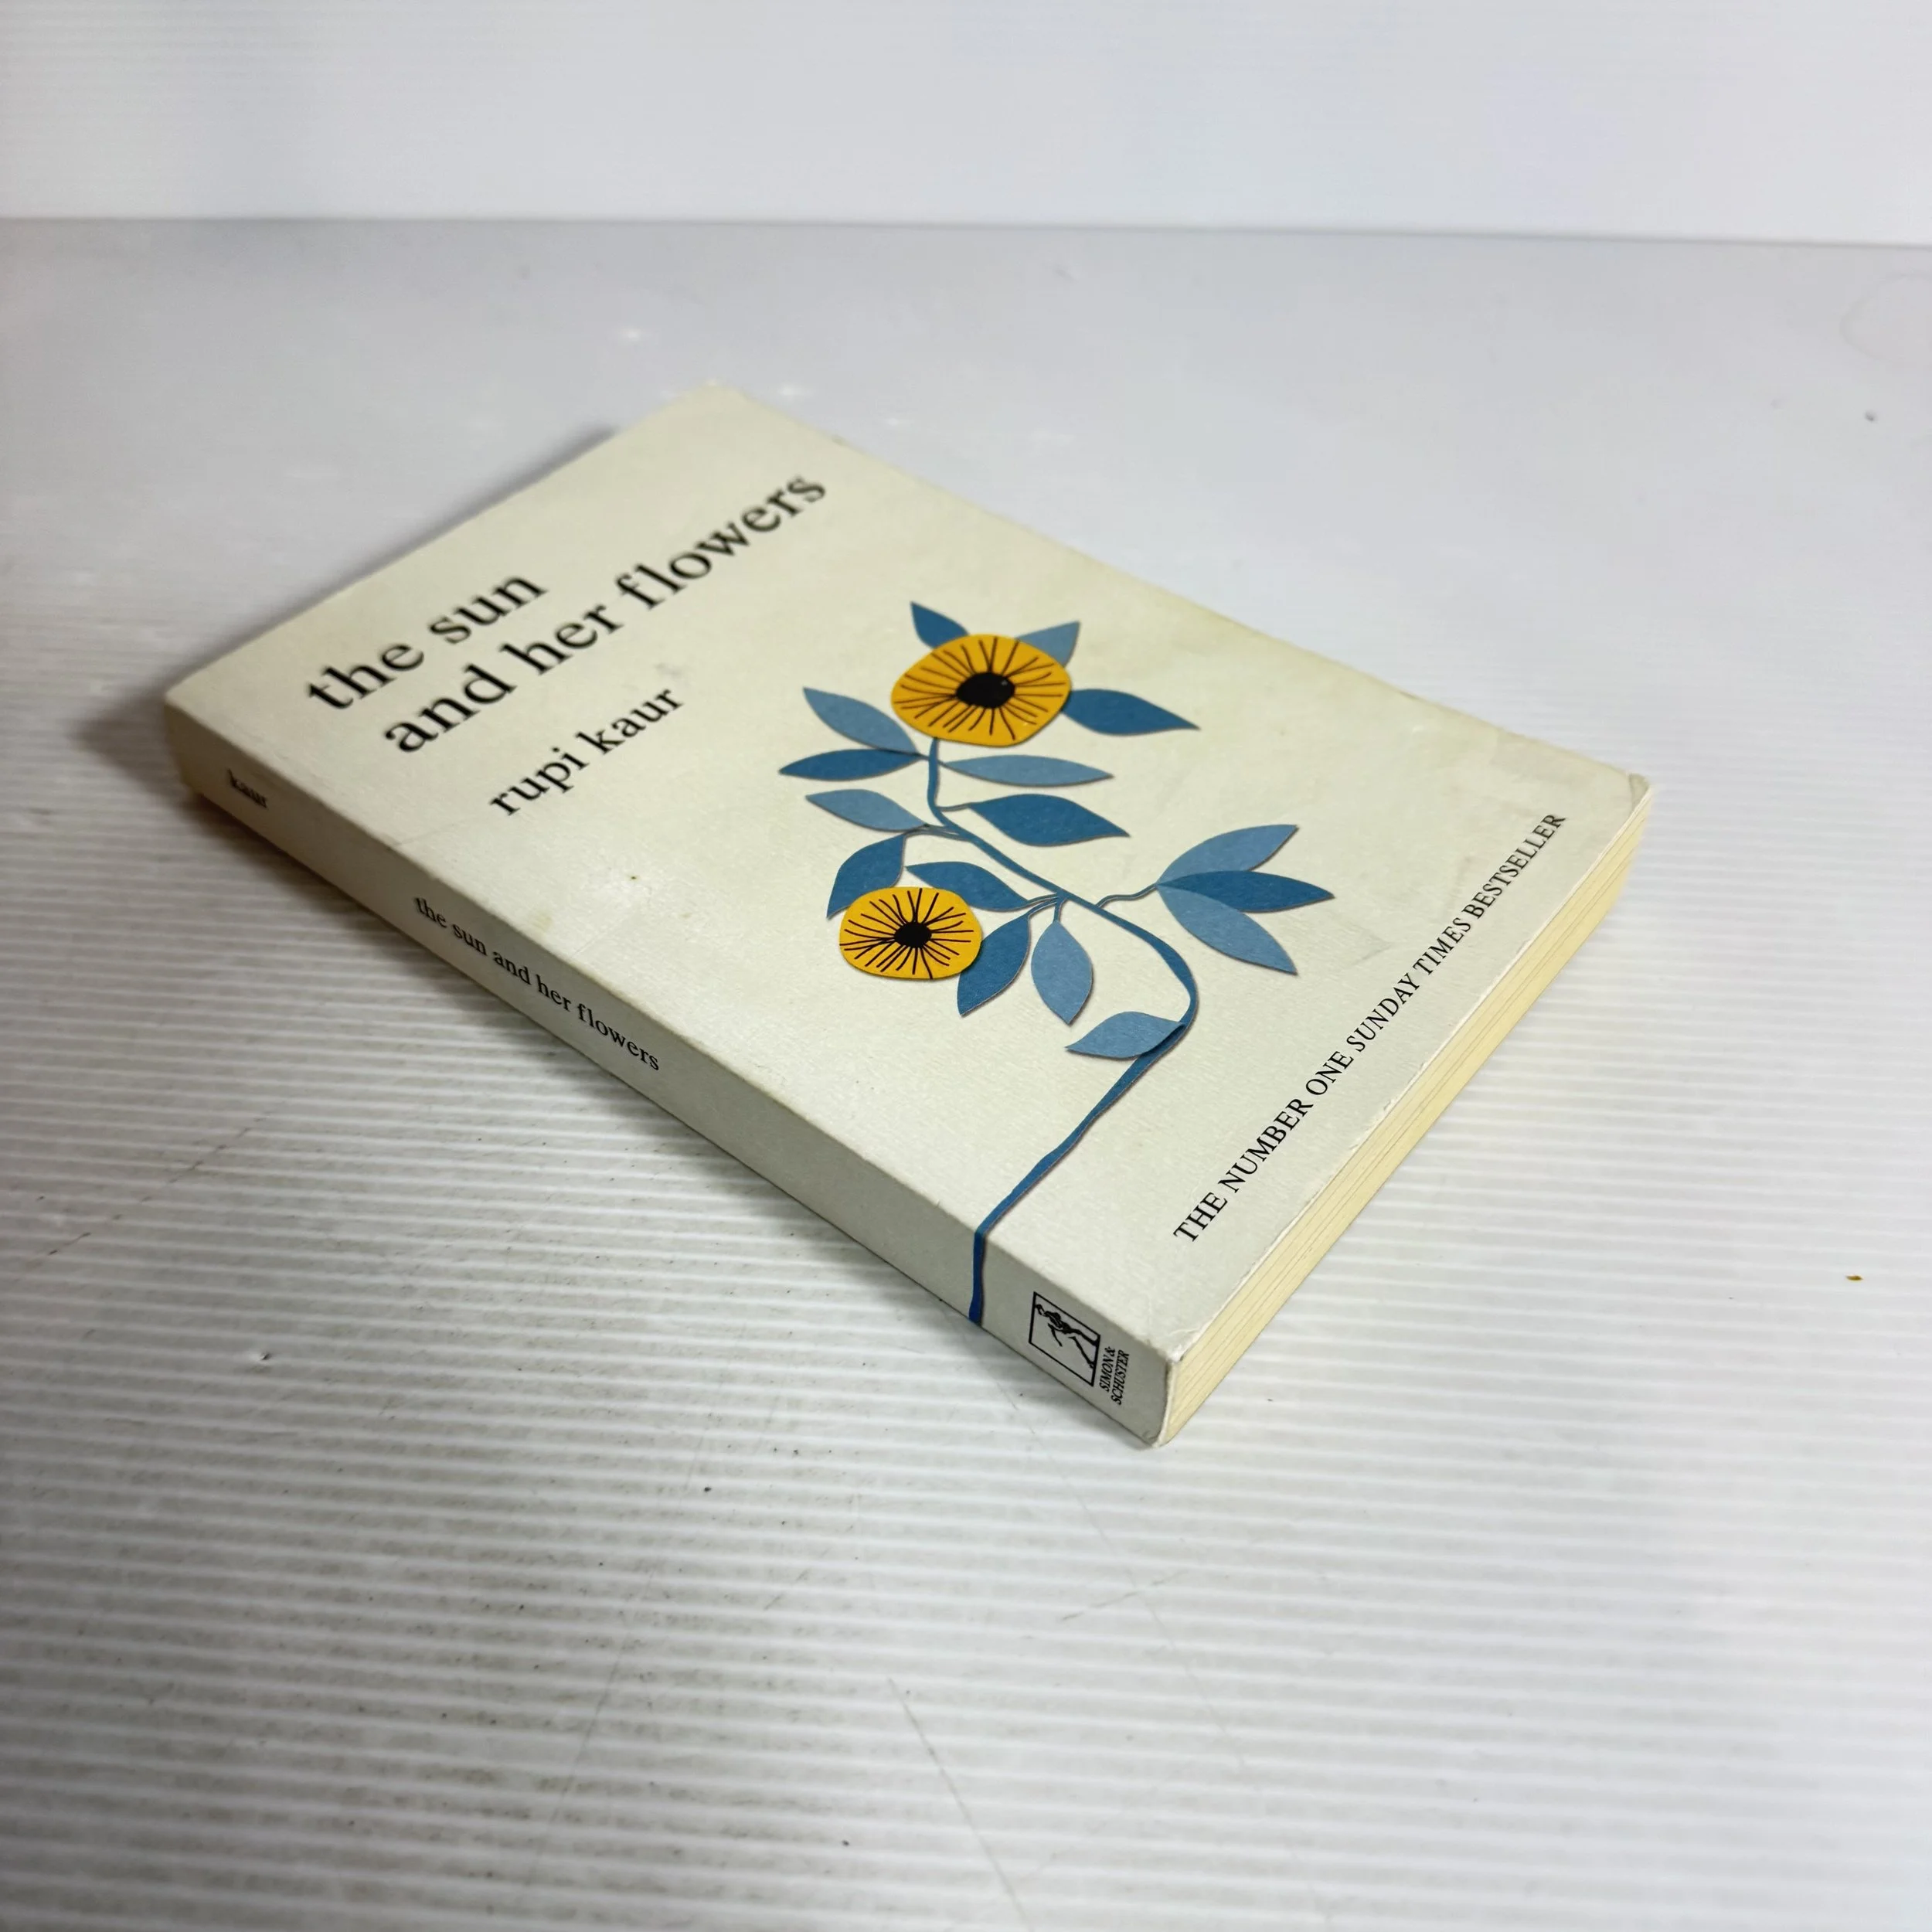 the sun
and her flowers
rupi kaur
THE NUMBER ONE SUNDAY TIMES BESTSELLER
kaur
the sun and her flowers
SIMON &
SCHUSTER